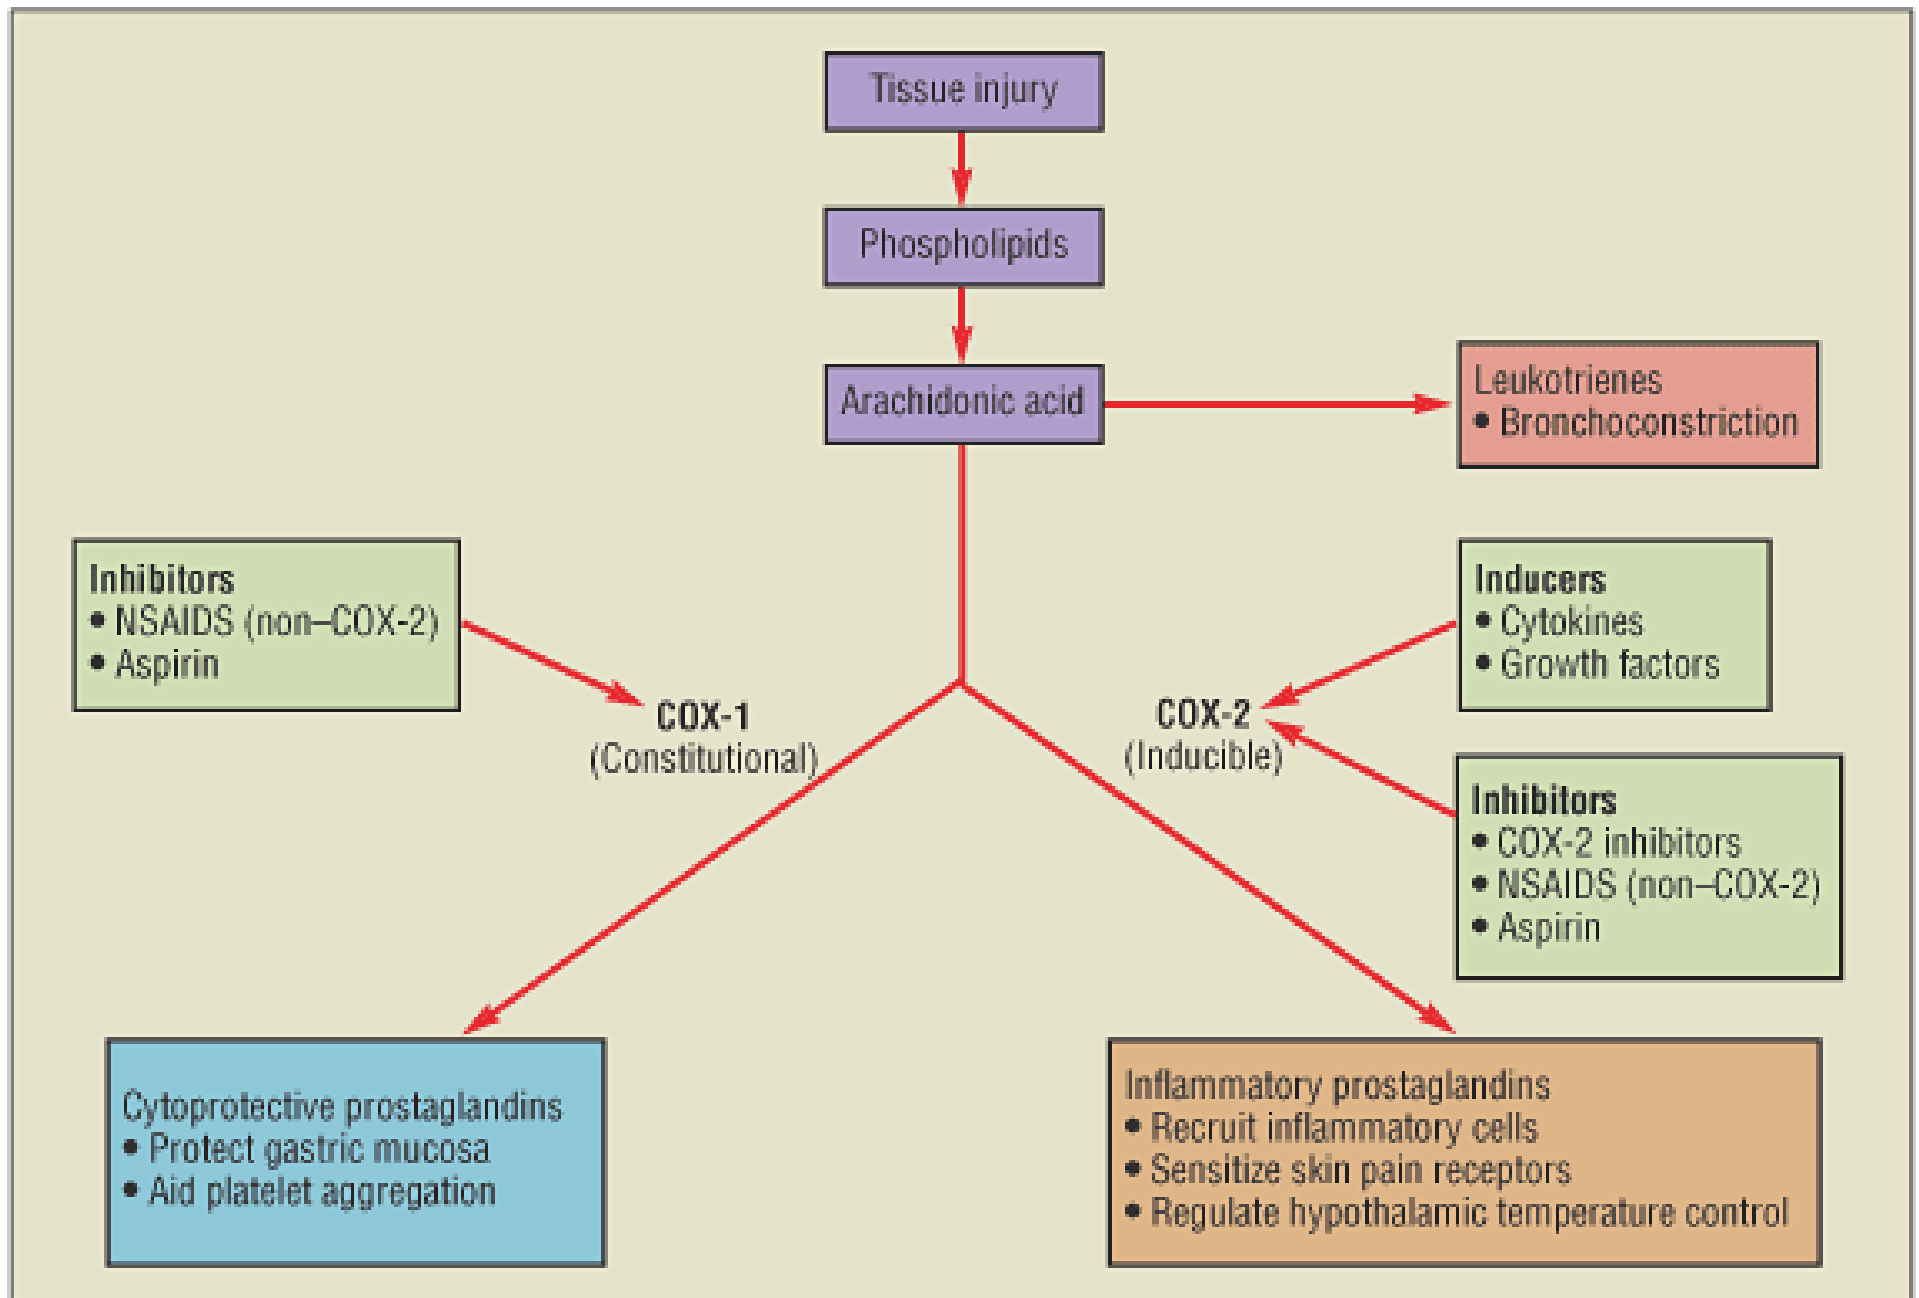 Tissue injury
Phospholipids
Arachidonic acid
Leukotrienes
• Bronchoconstriction
Inhibitors
• NSAIDS (non–COX-2)
• Aspirin
Inducers
• Cytokines
• Growth factors
COX-1
(Constitutional)
COX-2
(Inducible)
Inhibitors
• COX-2 inhibitors
• NSAIDS (non–COX-2)
• Aspirin
Cytoprotective prostaglandins
• Protect gastric mucosa
• Aid platelet aggregation
Inflammatory prostaglandins
• Recruit inflammatory cells
• Sensitize skin pain receptors
• Regulate hypothalamic temperature control